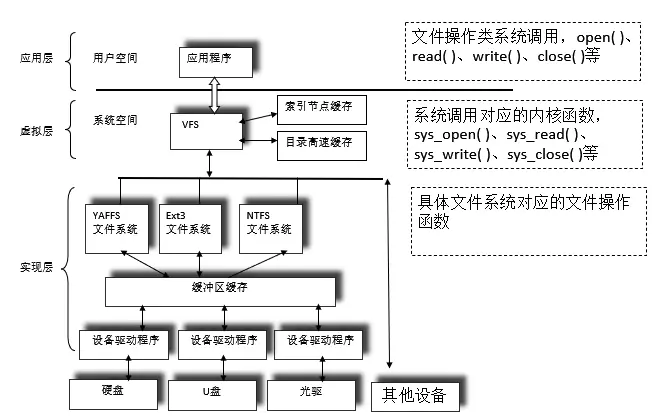 应用层
用户空间
应用程序
文件操作类系统调用，open( )、
read( )、write( )、close( )等
虚拟层
系统空间
VFS
索引节点缓存
目录高速缓存
系统调用对应的内核函数，
sys_open( )、sys_read( )、
sys_write( )、sys_close( )等
实现层
YAFFS
文件系统
Ext3
文件系统
NTFS
文件系统
具体文件系统对应的文件操作
函数
缓冲区缓存
设备驱动程序
设备驱动程序
设备驱动程序
硬盘
U盘
光驱
其他设备